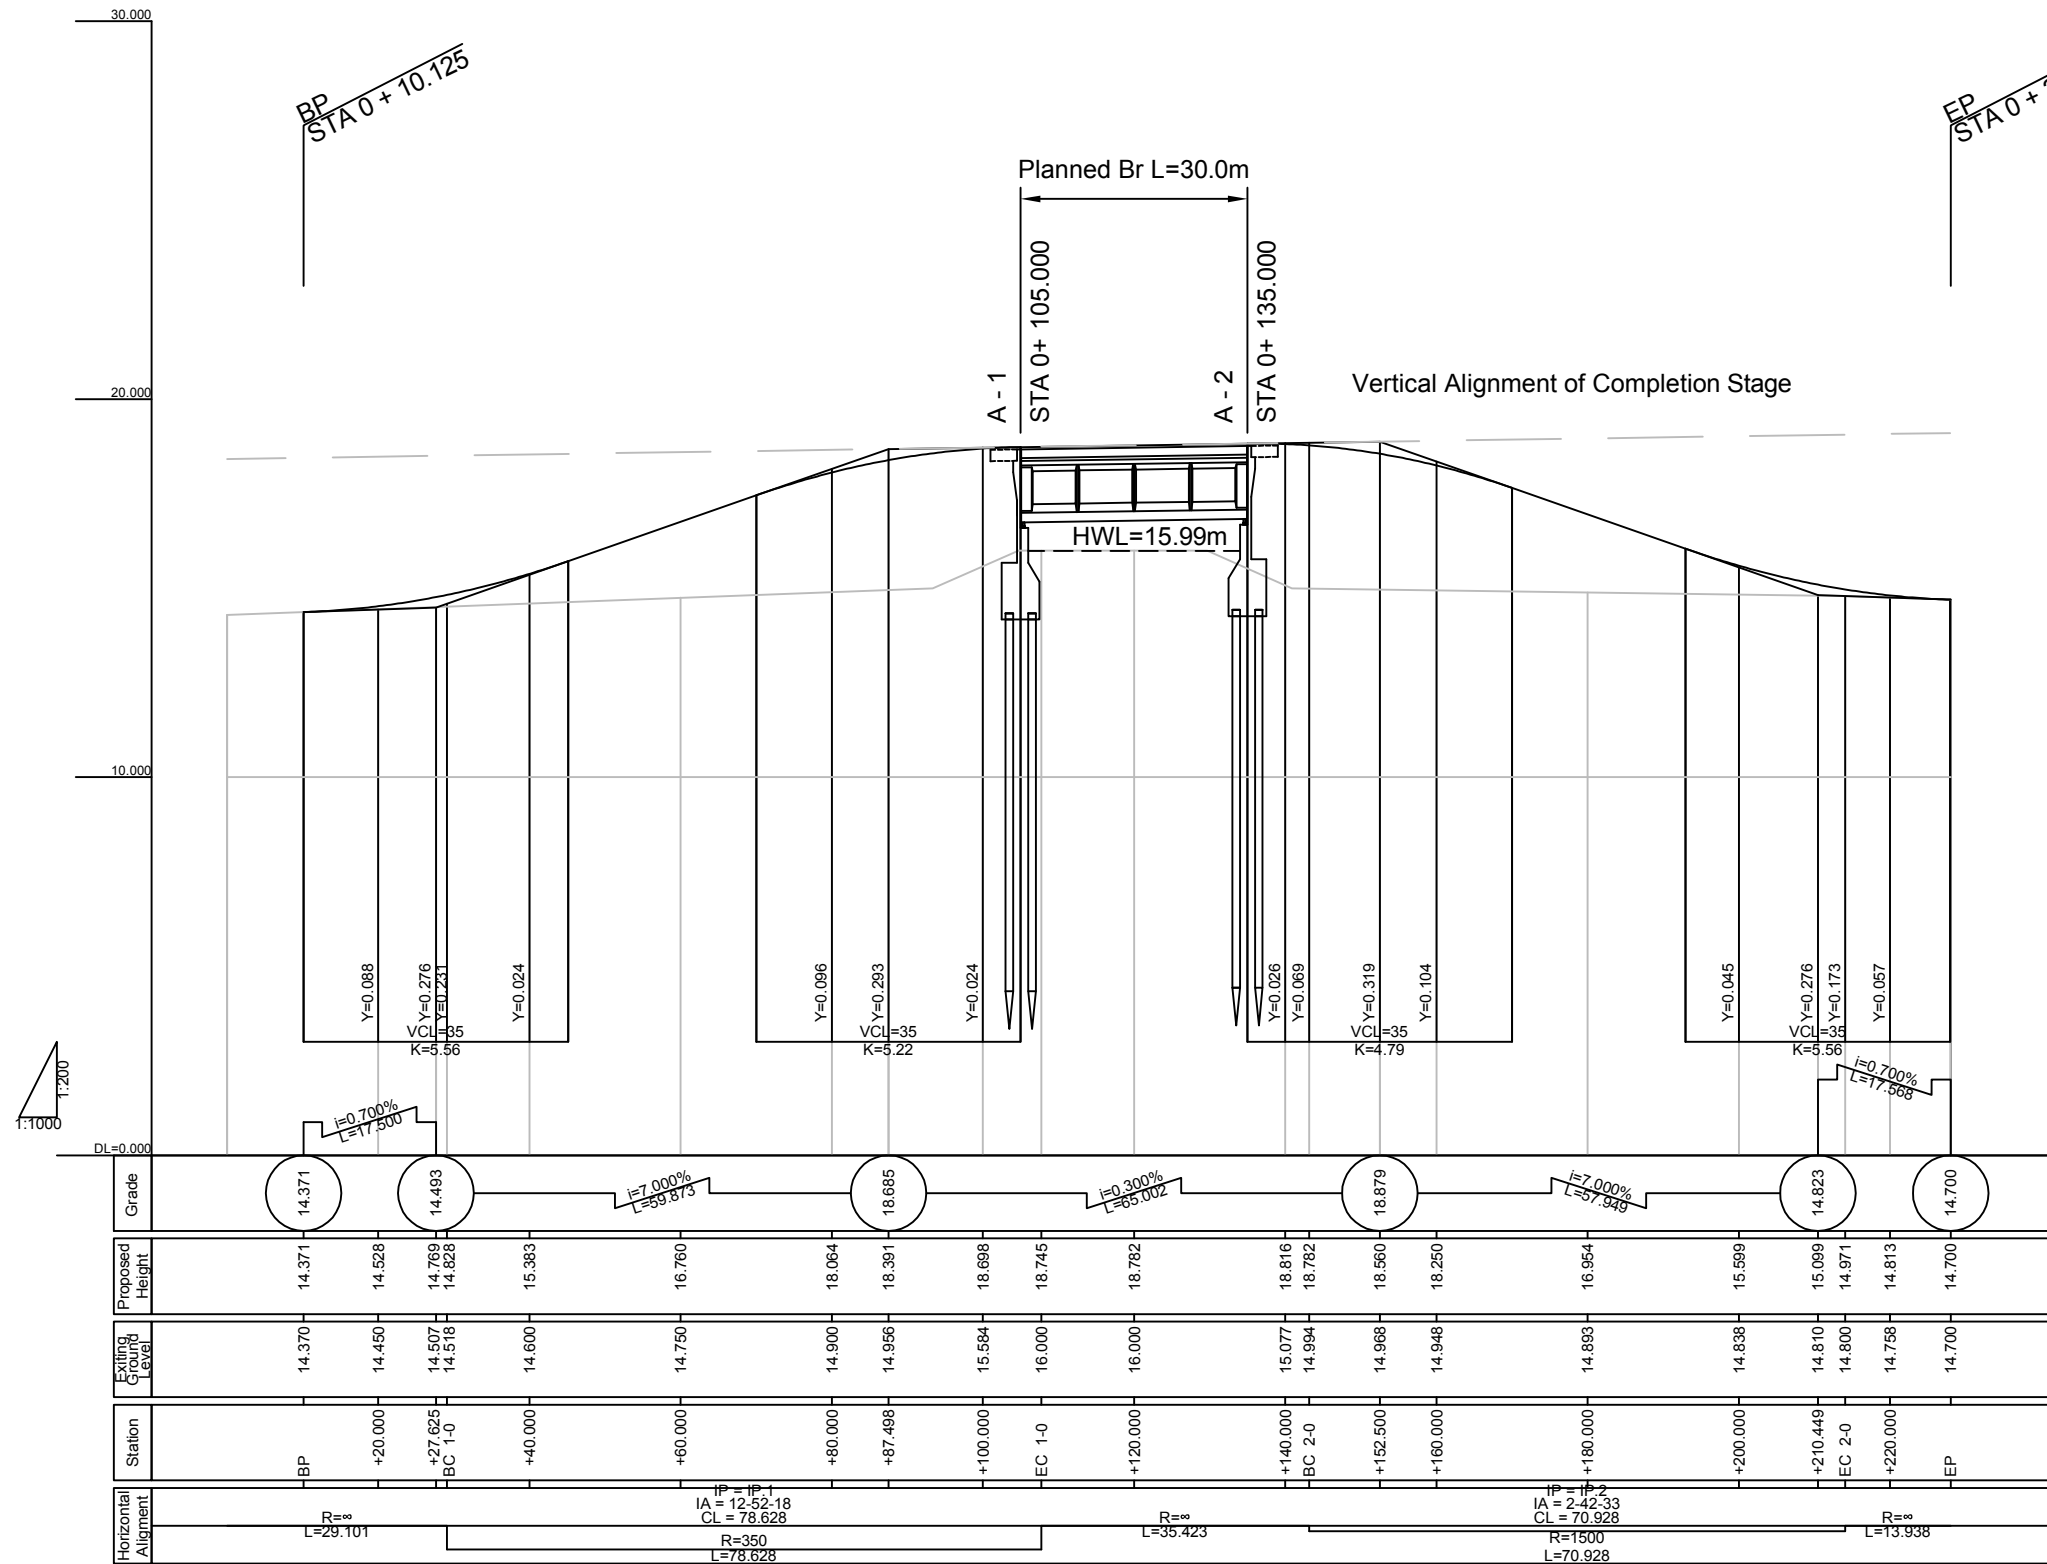 30.000
BP
STA 0 + 10.125
EP
STA 0 +
Planned Br L=30.0m
A - 1
STA 0+ 105.000
A - 2
STA 0+ 135.000
20.000
Vertical Alignment of Completion Stage
HWL=15.99m
10.000
Y=0.088
Y=0.276
Y=0.231
Y=0.024
Y=0.096
Y=0.293
Y=0.024
Y=0.026
Y=0.069
Y=0.319
Y=0.104
Y=0.045
Y=0.276
Y=0.173
Y=0.057
VCL=35
K=5.56
VCL=35
K=5.22
VCL=35
K=4.79
VCL=35
K=5.56
1:200
1:1000
i=0.700%
L=17.500
i=0.700%
L=17.568
DL=0.000
Grade
14.371
14.493
i=7.000%
L=59.873
18.685
i=0.300%
L=65.002
18.879
i=7.000%
L=57.949
14.823
14.700
Proposed
Height
14.371
14.528
14.769
14.828
15.383
16.760
18.064
18.391
18.698
18.745
18.782
18.816
18.782
18.560
18.250
16.954
15.599
15.099
14.971
14.813
14.700
Exiting
Ground
Level
14.370
14.450
14.507
14.518
14.600
14.750
14.900
14.956
15.584
16.000
16.000
15.077
14.994
14.968
14.948
14.893
14.838
14.810
14.800
14.758
14.700
Station
BP
+20.000
+27.625
BC 1-0
+40.000
+60.000
+80.000
+87.498
+100.000
EC 1-0
+120.000
+140.000
BC 2-0
+152.500
+160.000
+180.000
+200.000
+210.449
EC 2-0
+220.000
EP
Horizontal
Aligment
R=∞
L=29.101
IP = IP.1
IA = 12-52-18
CL = 78.628
R=350
L=78.628
R=∞
L=35.423
IP = IP.2
IA = 2-42-33
CL = 70.928
R=1500
L=70.928
R=∞
L=13.938